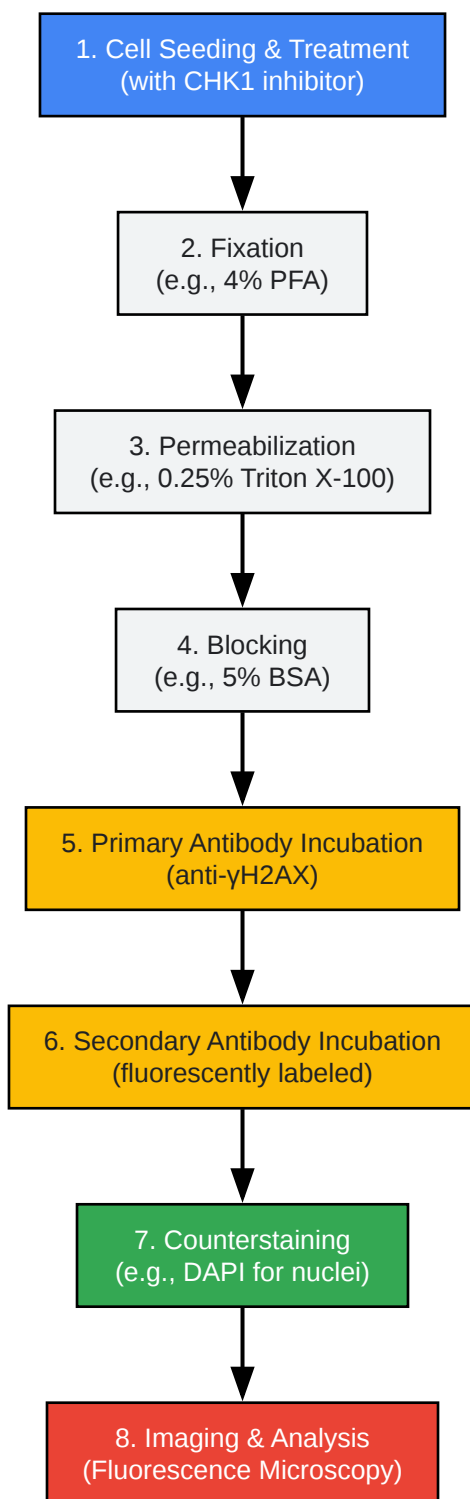 1. Cell Seeding & Treatment
(with CHK1 inhibitor)
2. Fixation
(e.g., 4% PFA)
3. Permeabilization
(e.g., 0.25% Triton X-100)
4. Blocking
(e.g., 5% BSA)
5. Primary Antibody Incubation
(anti-γH2AX)
6. Secondary Antibody Incubation
(fluorescently labeled)
7. Counterstaining
(e.g., DAPI for nuclei)
8. Imaging & Analysis
(Fluorescence Microscopy)